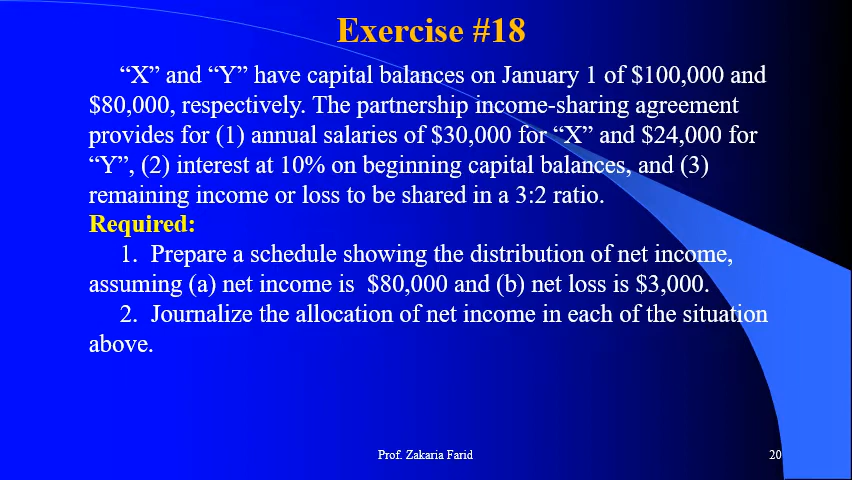 Exercise #18
“X” and “Y” have capital balances on January 1 of $100,000 and
$80,000, respectively. The partnership income-sharing agreement
provides for (1) annual salaries of $30,000 for “X” and $24,000 for
“Y”, (2) interest at 10% on beginning capital balances, and (3)
remaining income or loss to be shared in a 3:2 ratio.
Required:
1. Prepare a schedule showing the distribution of net income,
assuming (a) net income is $80,000 and (b) net loss is $3,000.
2. Journalize the allocation of net income in each of the situation
above.
Prof. Zakaria Farid
20